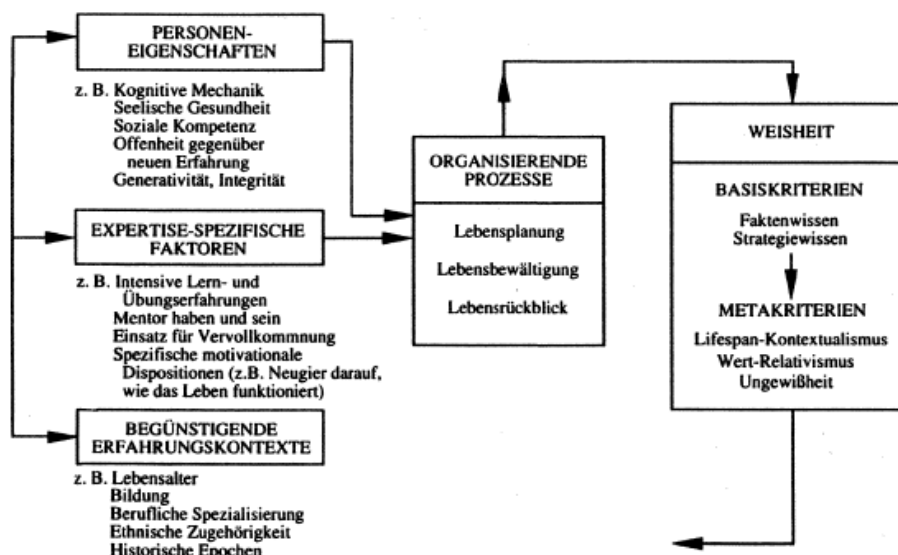 PERSONEN-
EIGENSCHAFTEN
z. B. Kognitive Mechanik
Seelische Gesundheit
Soziale Kompetenz
Offenheit gegenüber
neuen Erfahrung
Generativität, Integrität
EXPERTISE-SPEZIFISCHE
FAKTOREN
z. B. Intensive Lern- und
Übungserfahrungen
Mentor haben und sein
Einsatz für Vervollkommnung
Spezifische motivationale
Dispositionen (z.B. Neugier darauf,
wie das Leben funktioniert)
BEGÜNSTIGENDE
ERFAHRUNGSKONTEXTE
z. B. Lebensalter
Bildung
Berufliche Spezialisierung
Ethnische Zugehörigkeit
Historische Epochen
ORGANISIERENDE
PROZESSE
Lebensplanung
Lebensbewältigung
Lebensrückblick
WEISHEIT
BASISKRITERIEN
Faktenwissen
Strategiewissen
METAKRITERIEN
Lifespan-Kontextualismus
Wert-Relativismus
Ungewißheit